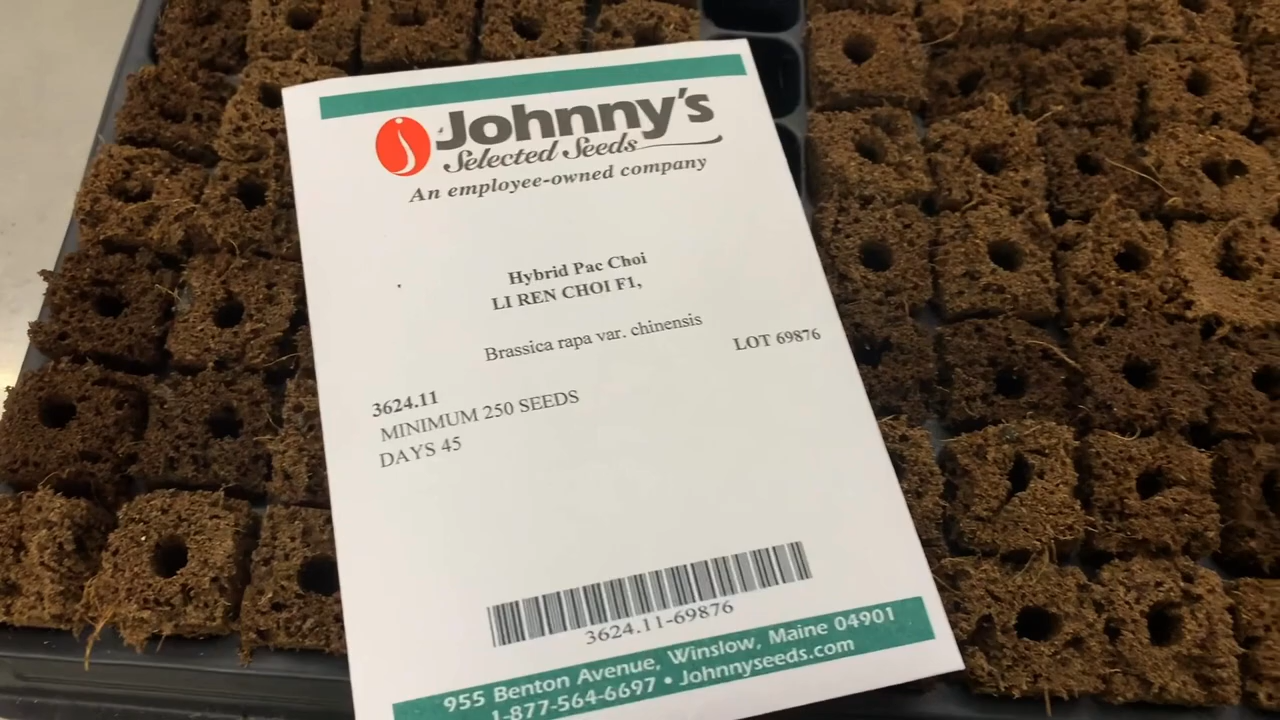 Johnny's
Selected Seeds
An employee-owned company
Hybrid Pac Choi
LI REN CHOI F1,
Brassica rapa var. chinensis
LOT 69876
3624.11
MINIMUM 250 SEEDS
DAYS 45
3624.11-69876
955 Benton Avenue, Winslow, Maine 04901
1-877-564-6697 • Johnnyseeds.com